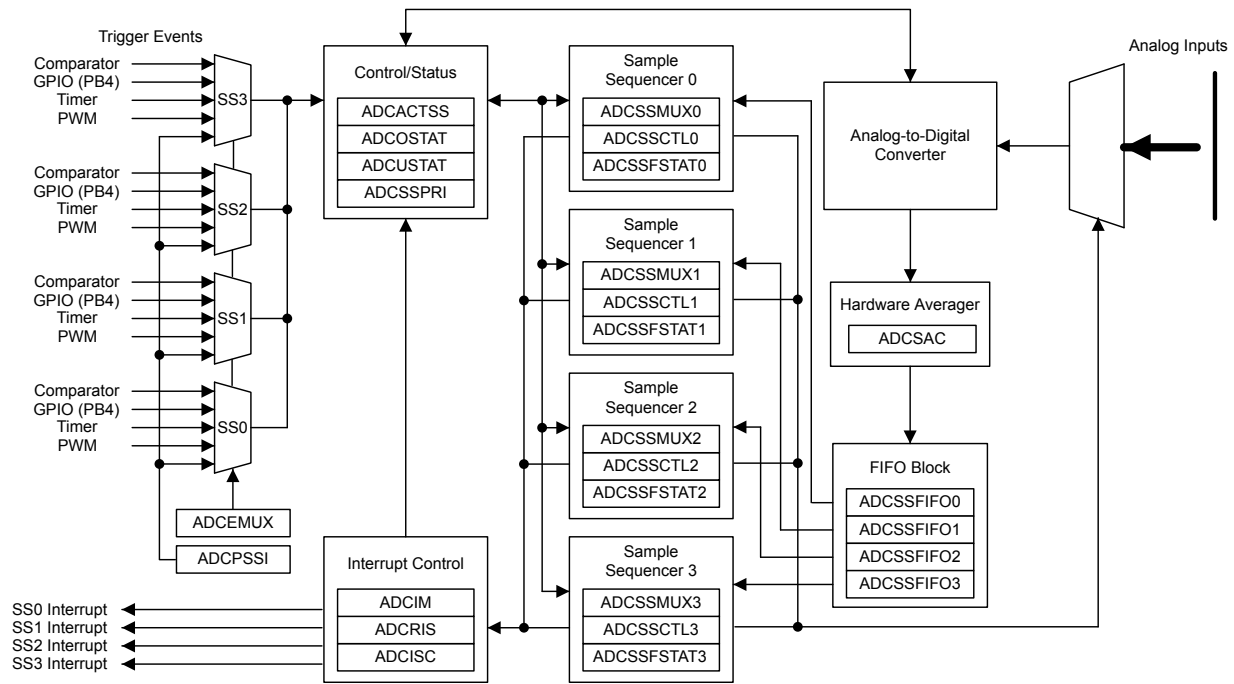 Trigger Events
Comparator
GPIO (PB4)
Timer
PWM
SS3
Comparator
GPIO (PB4)
Timer
PWM
SS2
Comparator
GPIO (PB4)
Timer
PWM
SS1
Comparator
GPIO (PB4)
Timer
PWM
SS0
ADCEMUX
ADCPSSI
SS0 Interrupt
SS1 Interrupt
SS2 Interrupt
SS3 Interrupt
Control/Status
ADCACTSS
ADCOSTAT
ADCUSTAT
ADCSSPRI
Interrupt Control
ADCIM
ADCRIS
ADCISC
Sample
Sequencer 0
ADCSSMUX0
ADCSSCTL0
ADCSSFSTAT0
Sample
Sequencer 1
ADCSSMUX1
ADCSSCTL1
ADCSSFSTAT1
Sample
Sequencer 2
ADCSSMUX2
ADCSSCTL2
ADCSSFSTAT2
Sample
Sequencer 3
ADCSSMUX3
ADCSSCTL3
ADCSSFSTAT3
Analog-to-Digital
Converter
Hardware Averager
ADCSAC
FIFO Block
ADCSSFIFO0
ADCSSFIFO1
ADCSSFIFO2
ADCSSFIFO3
Analog Inputs